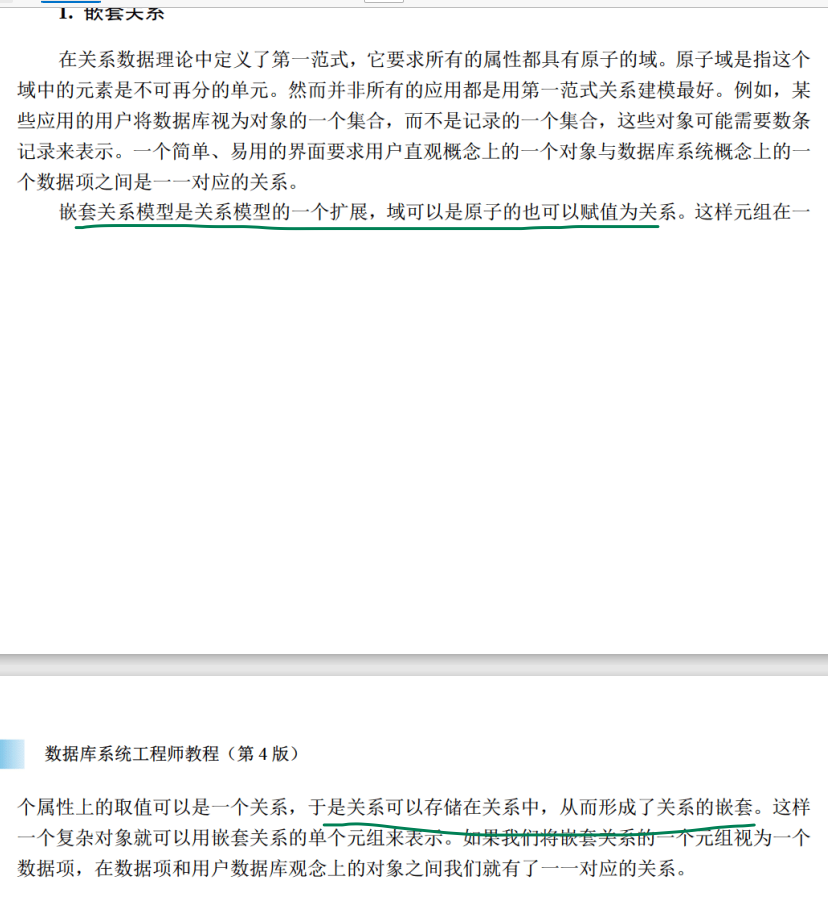 1. 嵌套关系
在关系数据理论中定义了第一范式，它要求所有的属性都具有原子的域。原子域是指这个
域中的元素是不可再分的单元。然而并非所有的应用都是用第一范式关系建模最好。例如，某
些应用的用户将数据库视为对象的一个集合，而不是记录的一个集合，这些对象可能需要数条
记录来表示。一个简单、易用的界面要求用户直观概念上的一个对象与数据库系统概念上的一
个数据项之间是一一对应的关系。
嵌套关系模型是关系模型的一个扩展，域可以是原子的也可以赋值为关系。这样元组在一
数据库系统工程师教程（第 4 版）
个属性上的取值可以是一个关系，于是关系可以存储在关系中，从而形成了关系的嵌套。这样
一个复杂对象就可以用嵌套关系的单个元组来表示。如果我们将嵌套关系的一个元组视为一个
数据项，在数据项和用户数据库观念上的对象之间我们就有了一一对应的关系。